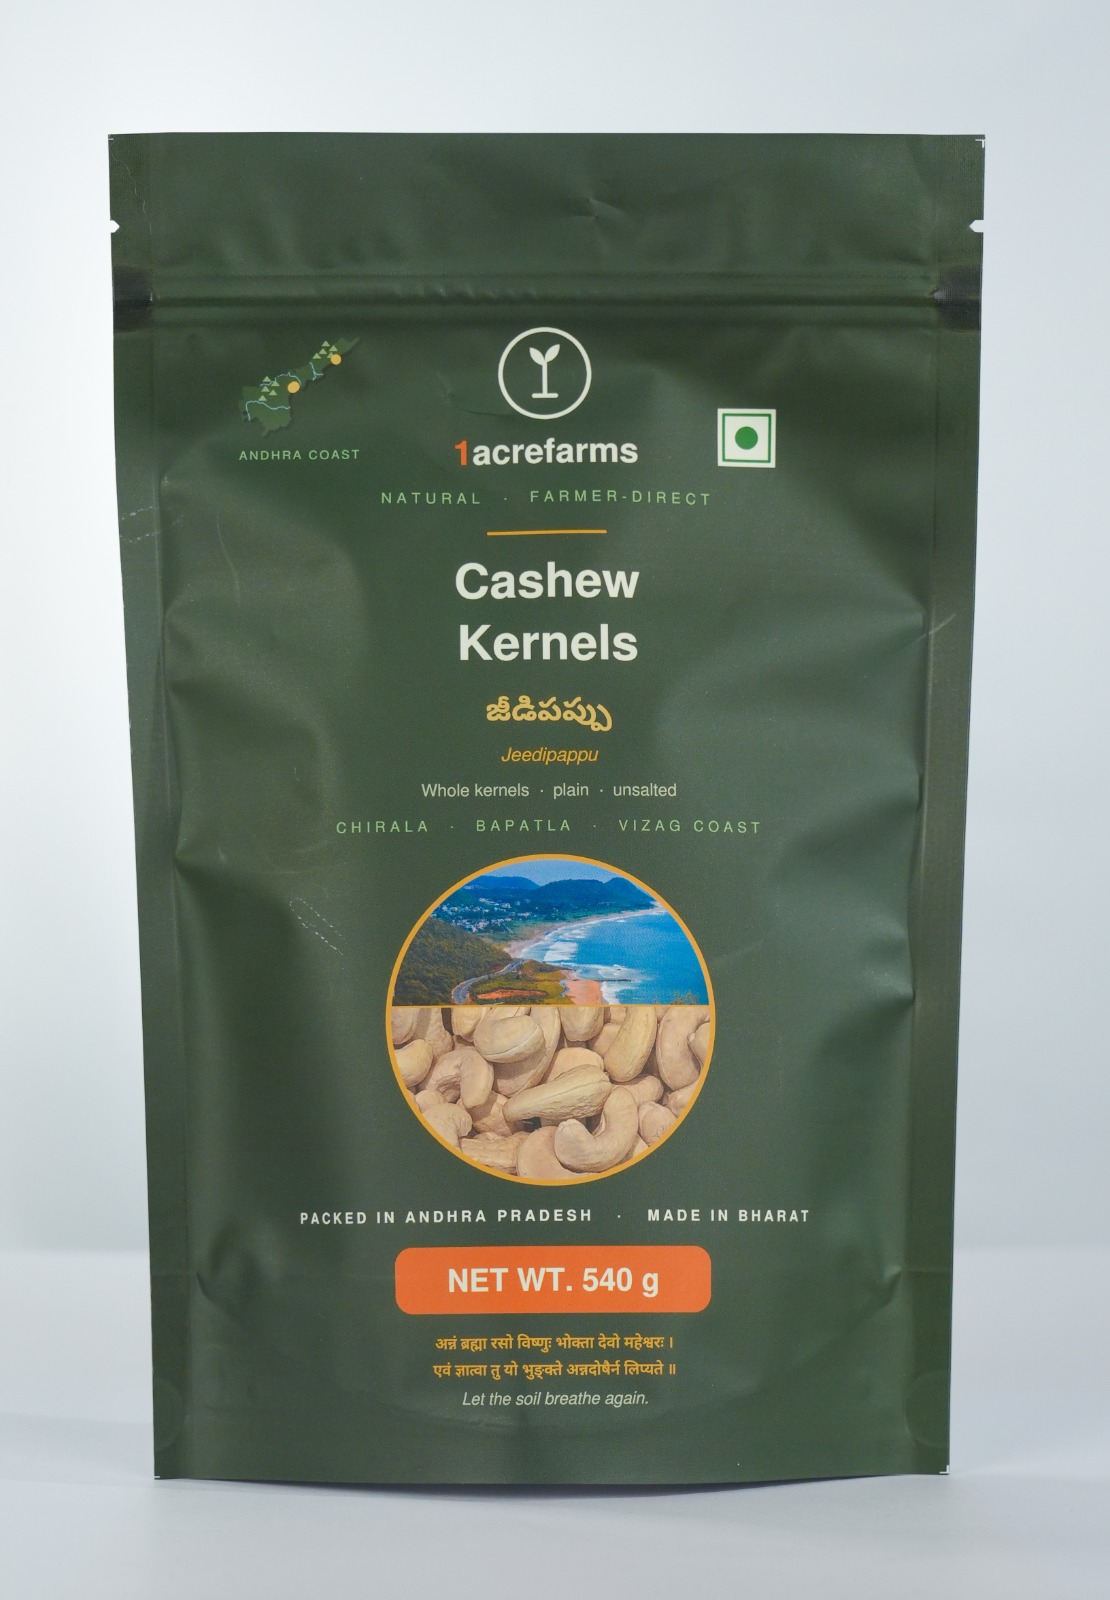 ANDHRA COAST
1acrefarms
NATURAL · FARMER-DIRECT
Cashew
Kernels
జీడిపప్పు
Jeedipappu
Whole kernels · plain · unsalted
CHIRALA · BAPATLA · VIZAG COAST
PACKED IN ANDHRA PRADESH · MADE IN BHARAT
NET WT. 540 g
अन्नं ब्रह्मा रसो विष्णुः भोक्ता देवो महेश्वरः ।
एवं ज्ञात्वा तु यो भुङ्क्ते अन्नदोषैर्न लिप्यते ॥
Let the soil breathe again.